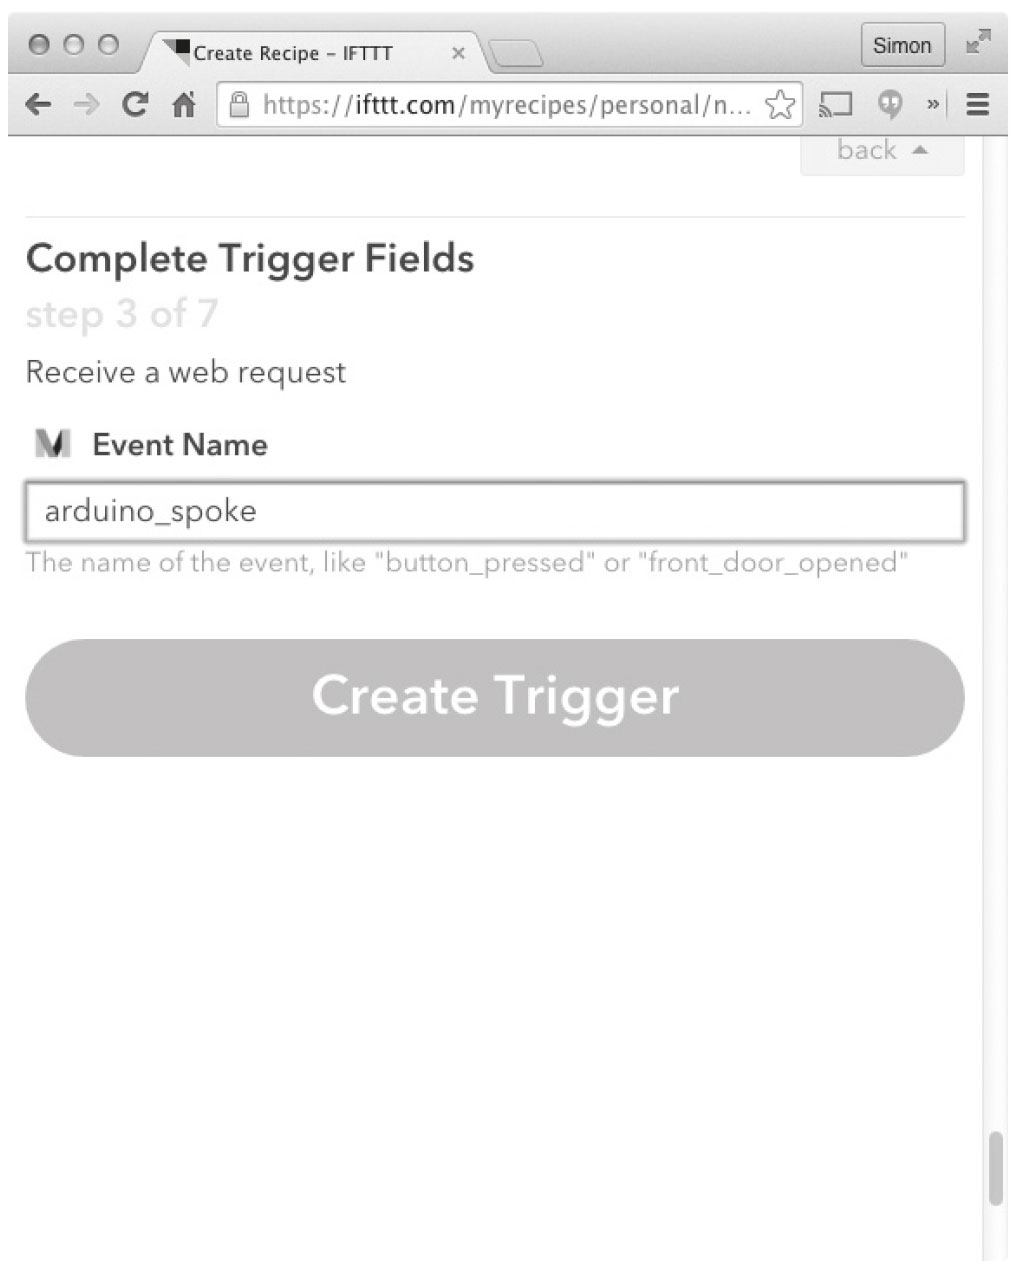 Create Recipe – IFTTT
Simon
https://ifttt.com/myrecipes/personal/n...
back
Complete Trigger Fields
step 3 of 7
Receive a web request
Event Name
arduino_spoke
The name of the event, like "button_pressed" or "front_door_opened"
Create Trigger